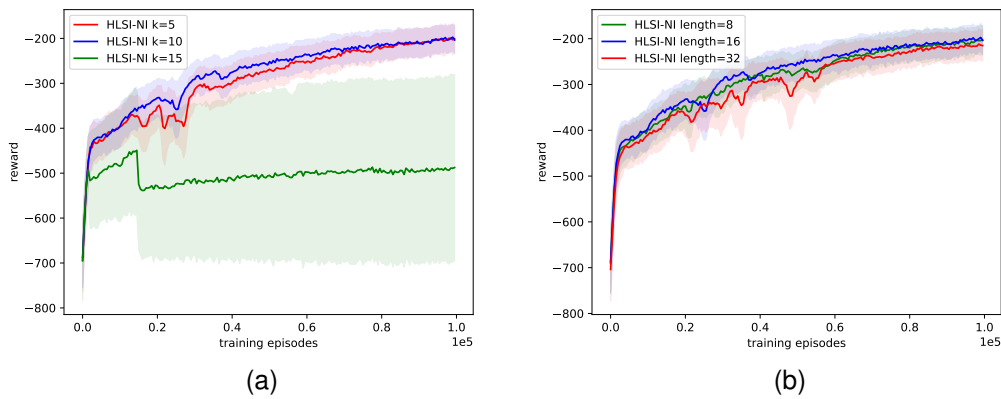 HLSI-NI k=5
HLSI-NI k=10
HLSI-NI k=15
reward
−200
−300
−400
−500
−600
−700
−800
0.0 0.2 0.4 0.6 0.8 1.0
1e5
training episodes
(a)
HLSI-NI length=8
HLSI-NI length=16
HLSI-NI length=32
reward
−200
−300
−400
−500
−600
−700
−800
0.0 0.2 0.4 0.6 0.8 1.0
1e5
training episodes
(b)